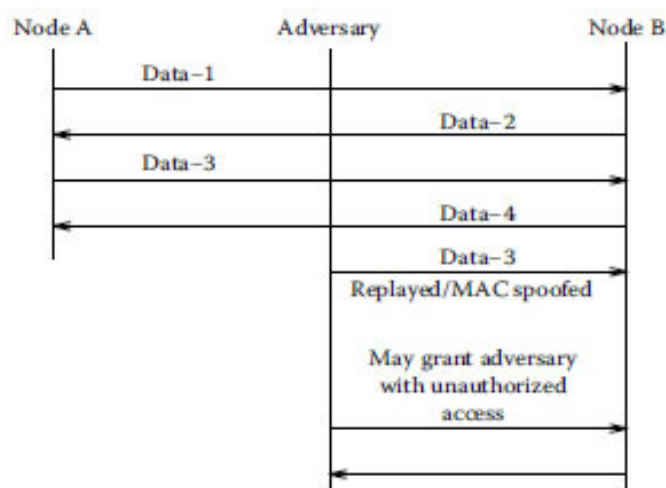 Node A
Adversary
Node B
Data–1
Data–2
Data–3
Data–4
Data–3
Replayed/MAC spoofed
May grant adversary
with unauthorized
access